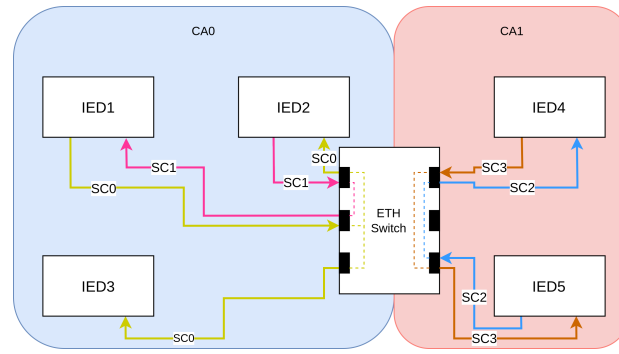 CA0
CA1
IED1
IED2
IED4
SC0
SC1
SC1
SC3
SC0
SC2
ETH
Switch
IED3
IED5
SC2
SC0
SC3